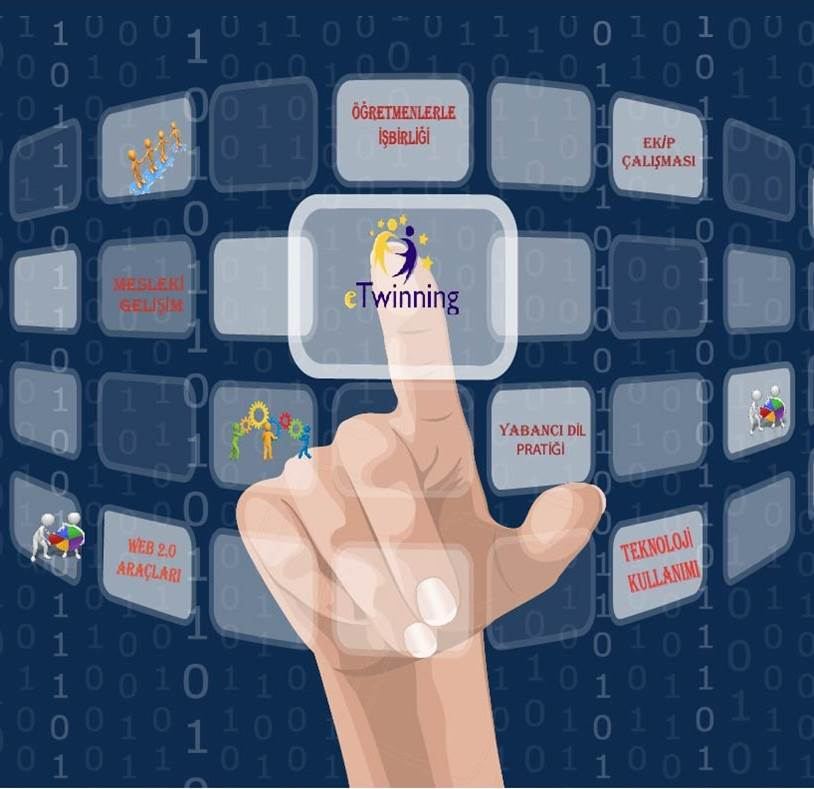 ÖĞRETMENLERLE
İŞBİRLİĞİ
EKİP
ÇALIŞMASI
eTwinning
MESLEKİ
GELİŞİM
YABANCI DİL
PRATİĞİ
WEB 2.0
ARAÇLARI
TEKNOLOJİ
KULLANIMI